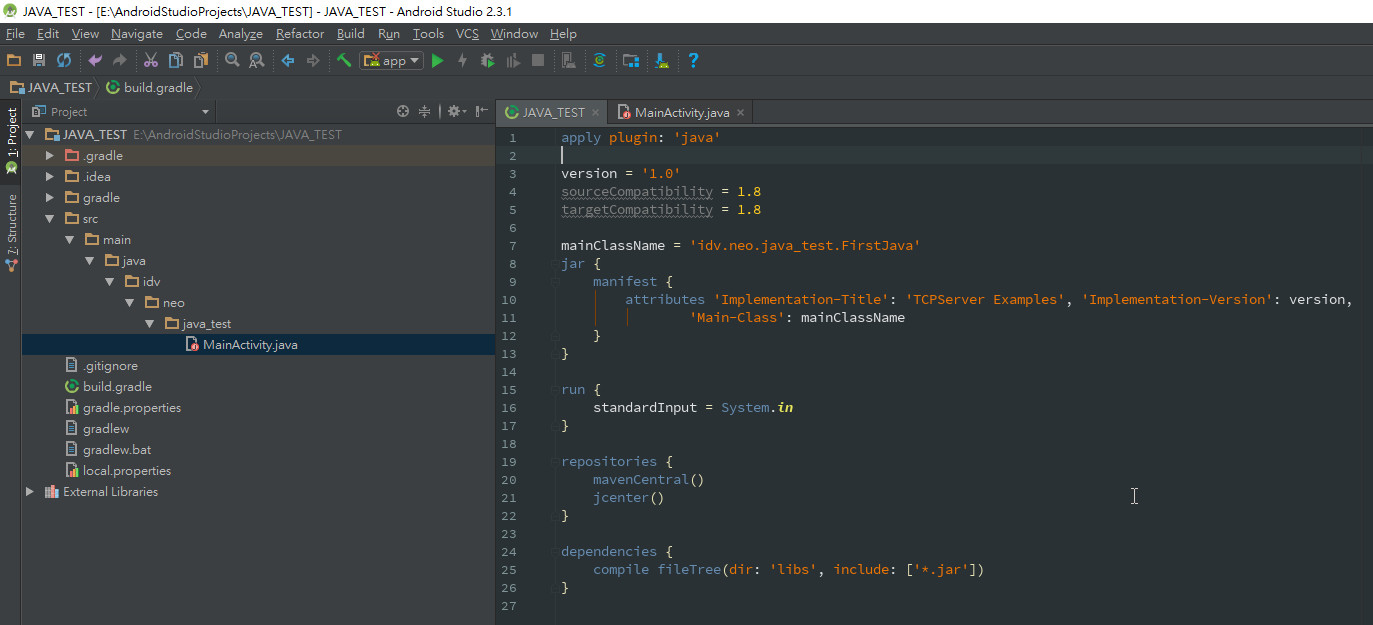 JAVA_TEST - [E:\AndroidStudioProjects\JAVA_TEST] - JAVA_TEST - Android Studio 2.3.1
File Edit View Navigate Code Analyze Refactor Build Run Tools VCS Window Help
app
JAVA_TEST build.gradle
1: Project
7: Structure
Project
JAVA_TEST E:\AndroidStudioProjects\JAVA_TEST
.gradle
.idea
gradle
src
main
java
idv
neo
java_test
MainActivity.java
.gitignore
build.gradle
gradle.properties
gradlew
gradlew.bat
local.properties
External Libraries
JAVA_TEST MainActivity.java
1 apply plugin: 'java'
2
3 version = '1.0'
4 sourceCompatibility = 1.8
5 targetCompatibility = 1.8
6
7 mainClassName = 'idv.neo.java_test.FirstJava'
8 jar {
9 manifest {
10 attributes 'Implementation-Title': 'TCPServer Examples', 'Implementation-Version': version,
11 'Main-Class': mainClassName
12 }
13 }
14
15 run {
16 standardInput = System.in
17 }
18
19 repositories {
20 mavenCentral()
21 jcenter()
22 }
23
24 dependencies {
25 compile fileTree(dir: 'libs', include: ['*.jar'])
26 }
27